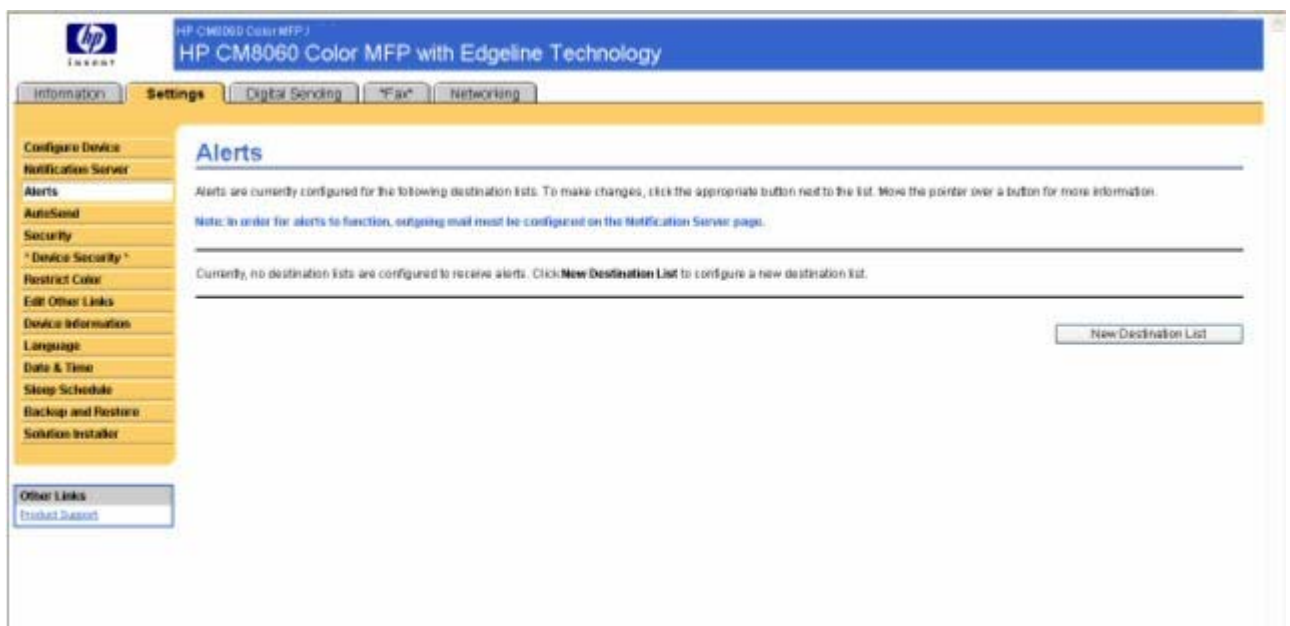 hp
invent
HP CM8060 Color MFP /
HP CM8060 Color MFP with Edgeline Technology
Information
Settings
Digital Sending
*Fax*
Networking
Configure Device
Notification Server
Alerts
AutoSend
Security
* Device Security *
Restrict Color
Edit Other Links
Device Information
Language
Date & Time
Sleep Schedule
Backup and Restore
Solution Installer
Other Links
Product Support
Alerts
Alerts are currently configured for the following destination lists. To make changes, click the appropriate button next to the list. Move the pointer over a button for more information.
Note: In order for alerts to function, outgoing mail must be configured on the Notification Server page.
Currently, no destination lists are configured to receive alerts. Click New Destination List to configure a new destination list.
New Destination List